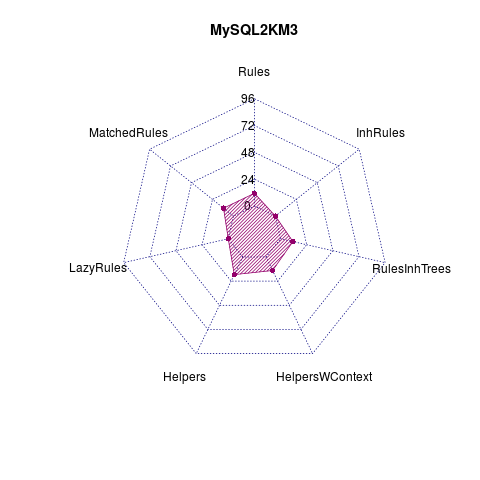 MySQL2KM3
Rules
96
MatchedRules
InhRules
72
48
24
0
LazyRules
RulesInhTrees
Helpers
HelpersWContext